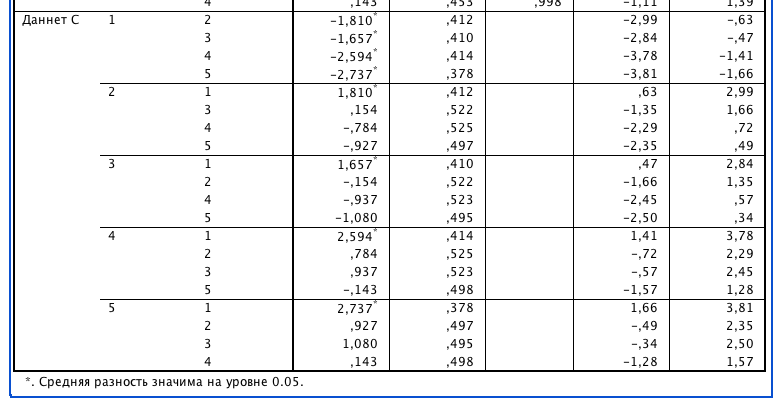 4 ,143 ,453 ,998 -1,11 1,39
Даннет C 1 2 -1,810* ,412 -2,99 -,63
3 -1,657* ,410 -2,84 -,47
4 -2,594* ,414 -3,78 -1,41
5 -2,737* ,378 -3,81 -1,66
2 1 1,810* ,412 ,63 2,99
3 ,154 ,522 -1,35 1,66
4 -,784 ,525 -2,29 ,72
5 -,927 ,497 -2,35 ,49
3 1 1,657* ,410 ,47 2,84
2 -,154 ,522 -1,66 1,35
4 -,937 ,523 -2,45 ,57
5 -1,080 ,495 -2,50 ,34
4 1 2,594* ,414 1,41 3,78
2 ,784 ,525 -,72 2,29
3 ,937 ,523 -,57 2,45
5 -,143 ,498 -1,57 1,28
5 1 2,737* ,378 1,66 3,81
2 ,927 ,497 -,49 2,35
3 1,080 ,495 -,34 2,50
4 ,143 ,498 -1,28 1,57
*. Средняя разность значима на уровне 0.05.